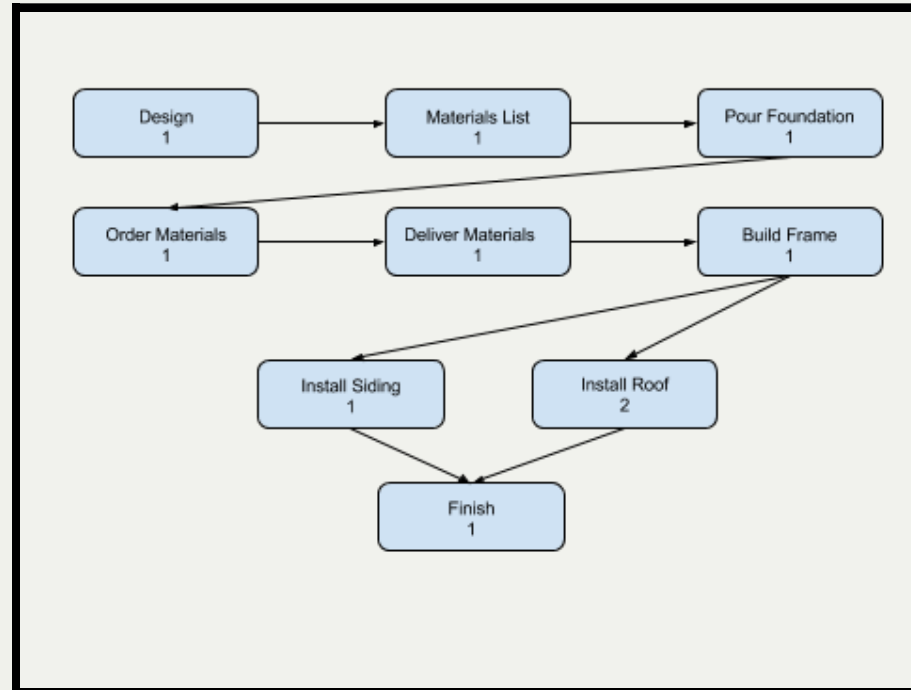 Design
1
Materials List
1
Pour Foundation
1
Order Materials
1
Deliver Materials
1
Build Frame
1
Install Siding
1
Install Roof
2
Finish
1